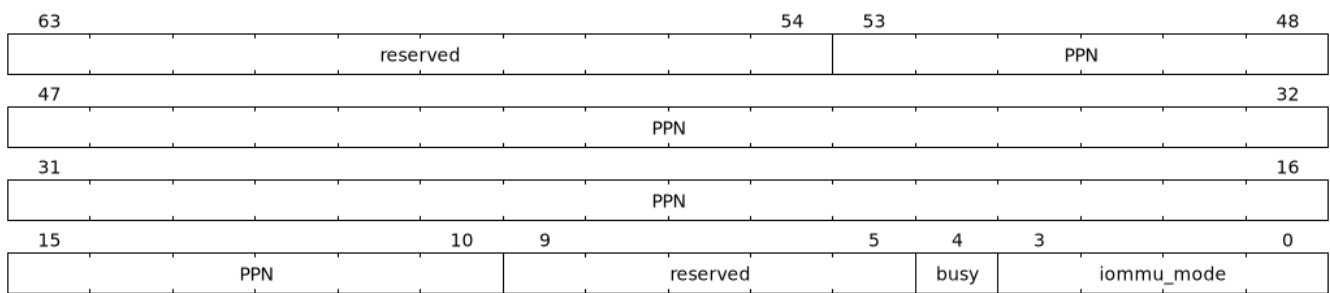 63 54 53 48
reserved PPN
47 32
PPN
31 16
PPN
15 10 9 5 4 3 0
PPN reserved busy iommu_mode